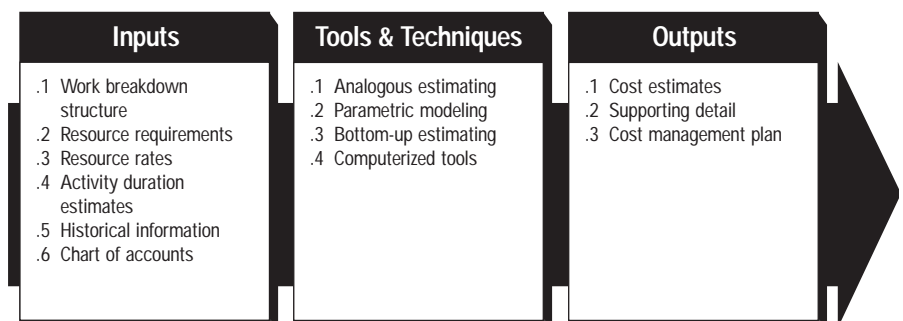 Inputs
.1 Work breakdown
structure
.2 Resource requirements
.3 Resource rates
.4 Activity duration
estimates
.5 Historical information
.6 Chart of accounts
Tools & Techniques
.1 Analogous estimating
.2 Parametric modeling
.3 Bottom-up estimating
.4 Computerized tools
Outputs
.1 Cost estimates
.2 Supporting detail
.3 Cost management plan